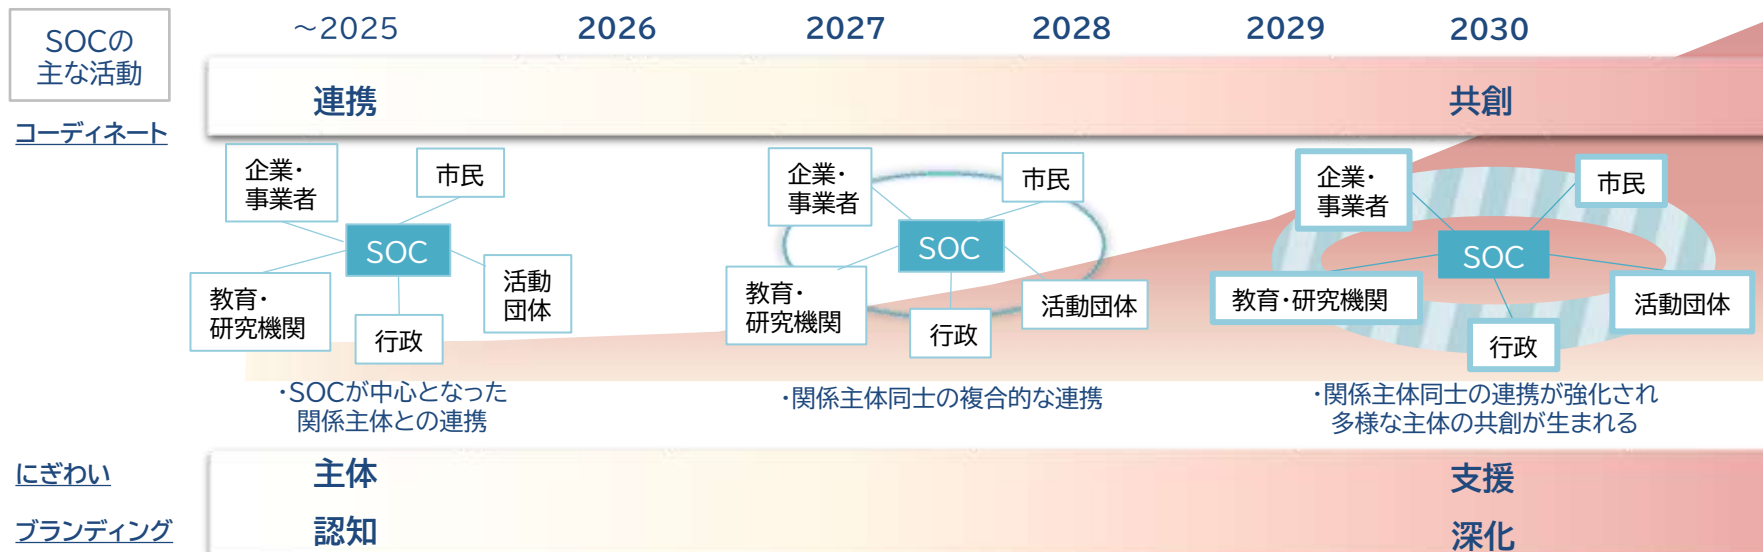 SOCの
主な活動
～2025
2026
2027
2028
2029
2030
コーディネート
連携
共創
企業・
事業者
市民
SOC
教育・
研究機関
行政
活動
団体
・SOCが中心となった
関係主体との連携
企業・
事業者
市民
SOC
教育・
研究機関
行政
活動団体
・関係主体同士の複合的な連携
企業・
事業者
市民
SOC
教育・研究機関
行政
活動団体
・関係主体同士の連携が強化され
多様な主体の共創が生まれる
にぎわい
主体
支援
ブランディング
認知
深化